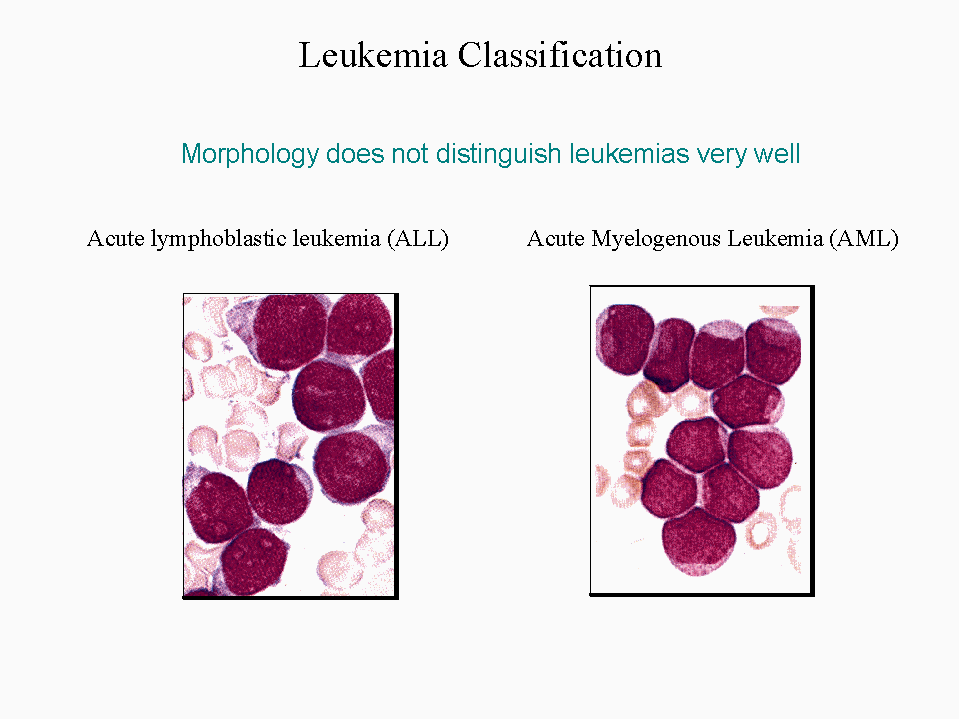 Leukemia Classification
Morphology does not distinguish leukemias very well
Acute lymphoblastic leukemia (ALL)
Acute Myelogenous Leukemia (AML)